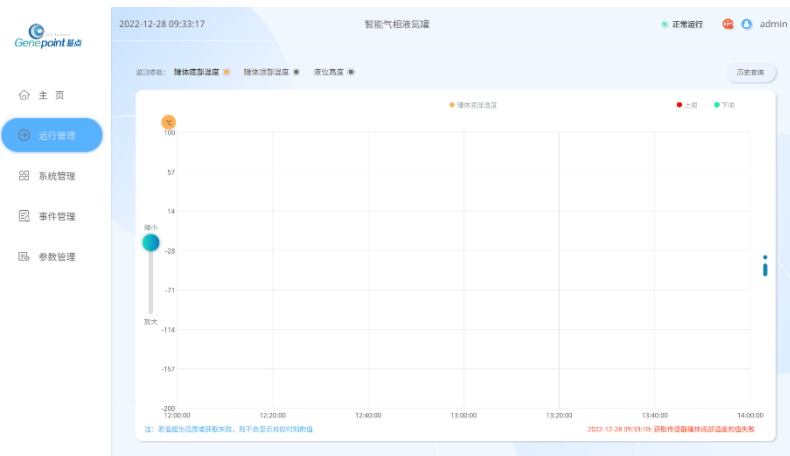 2022-12-28 09:33:17
智能气相液氮罐
正常运行
admin
Genepoint 基点
监测参数: 罐体底部温度 罐体顶部温度 液位高度
历史查询
主 页
运行管理
系统管理
事件管理
参数管理
罐体底部温度
上限 下限
℃
100
57
14
-28
-71
-114
-157
-200
缩小
放大
12:00:00 12:20:00 12:40:00 13:00:00 13:20:00 13:40:00 14:00:00
注: 若值超出范围或获取失败, 则不会显示对应时刻的值
2022-12-28 09:33:10: 获取传感器罐体底部温度的值失败